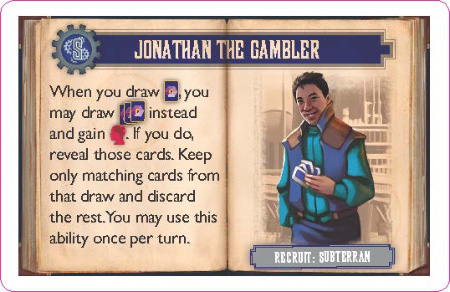 S
JONATHAN THE GAMBLER
When you draw , you
may draw instead
and gain . If you do,
reveal those cards. Keep
only matching cards from
that draw and discard
the rest. You may use this
ability once per turn.
RECRUIT: SUBTERRAN